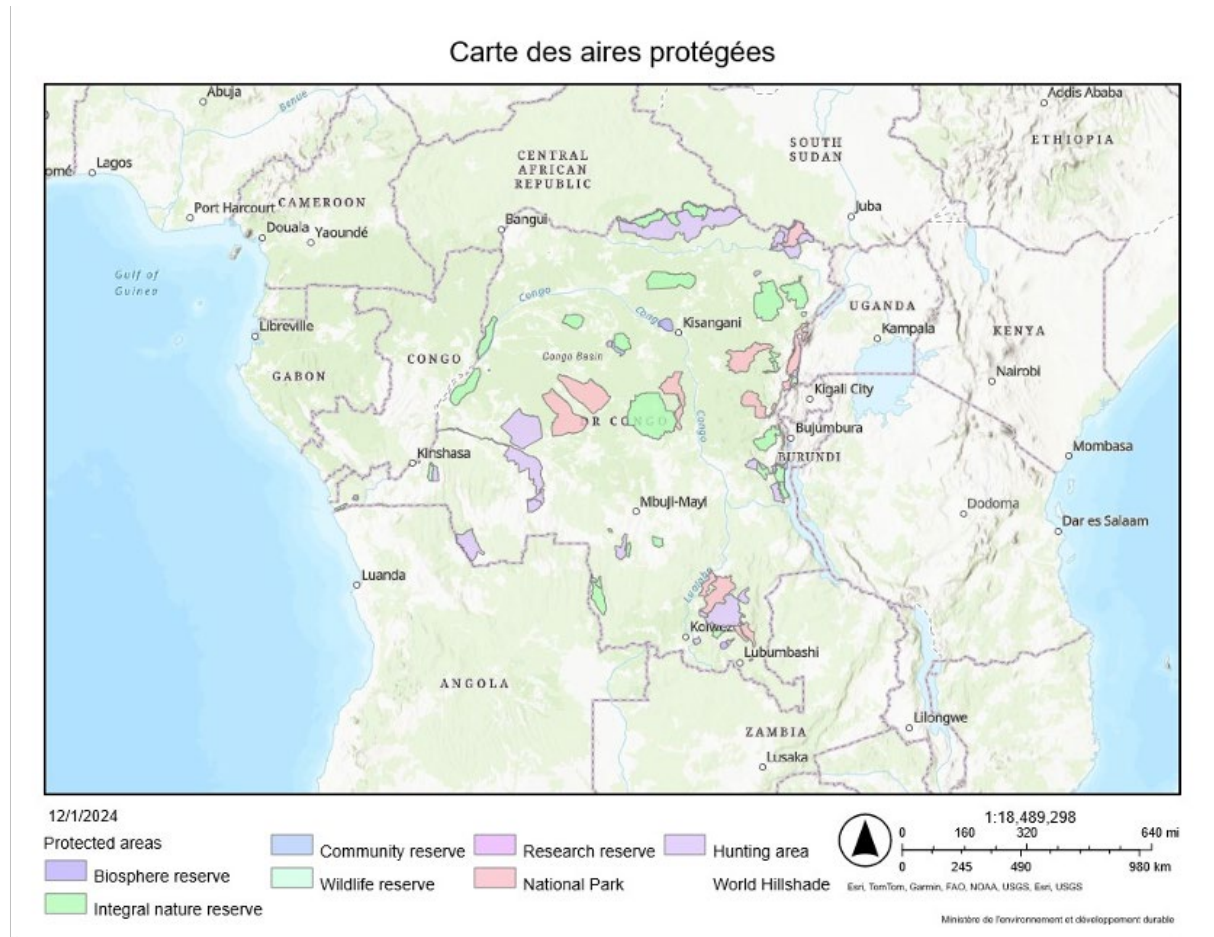 Carte des aires protégées
Abuja
Benue
Addis Ababa
ETHIOPIA
SOUTH
SUDAN
CENTRAL
AFRICAN
REPUBLIC
Lagos
omé
Port Harcourt
CAMEROON
Juba
Bangui
Douala
Yaoundé
Gulf of
Guinea
Congo
UGANDA
Libreville
Congo
Kisangani
Kampala
KENYA
CONGO
Congo Basin
Nairobi
GABON
Kigali City
DR CONGO
Congo
Bujumbura
Mombasa
Kinshasa
BURUNDI
Mbuji-Mayi
Dodoma
Dar es Salaam
Luanda
Lualaba
Kolwezi
Lubumbashi
ANGOLA
Lilongwe
ZAMBIA
Lusaka
12/1/2024
Protected areas
Biosphere reserve
Integral nature reserve
Community reserve
Wildlife reserve
Research reserve
National Park
Hunting area
World Hillshade
1:18,489,298
0 160 320 640 mi
0 245 490 980 km
Esri, TomTom, Garmin, FAO, NOAA, USGS, Esri, USGS
Ministère de l'environnement et développement durable